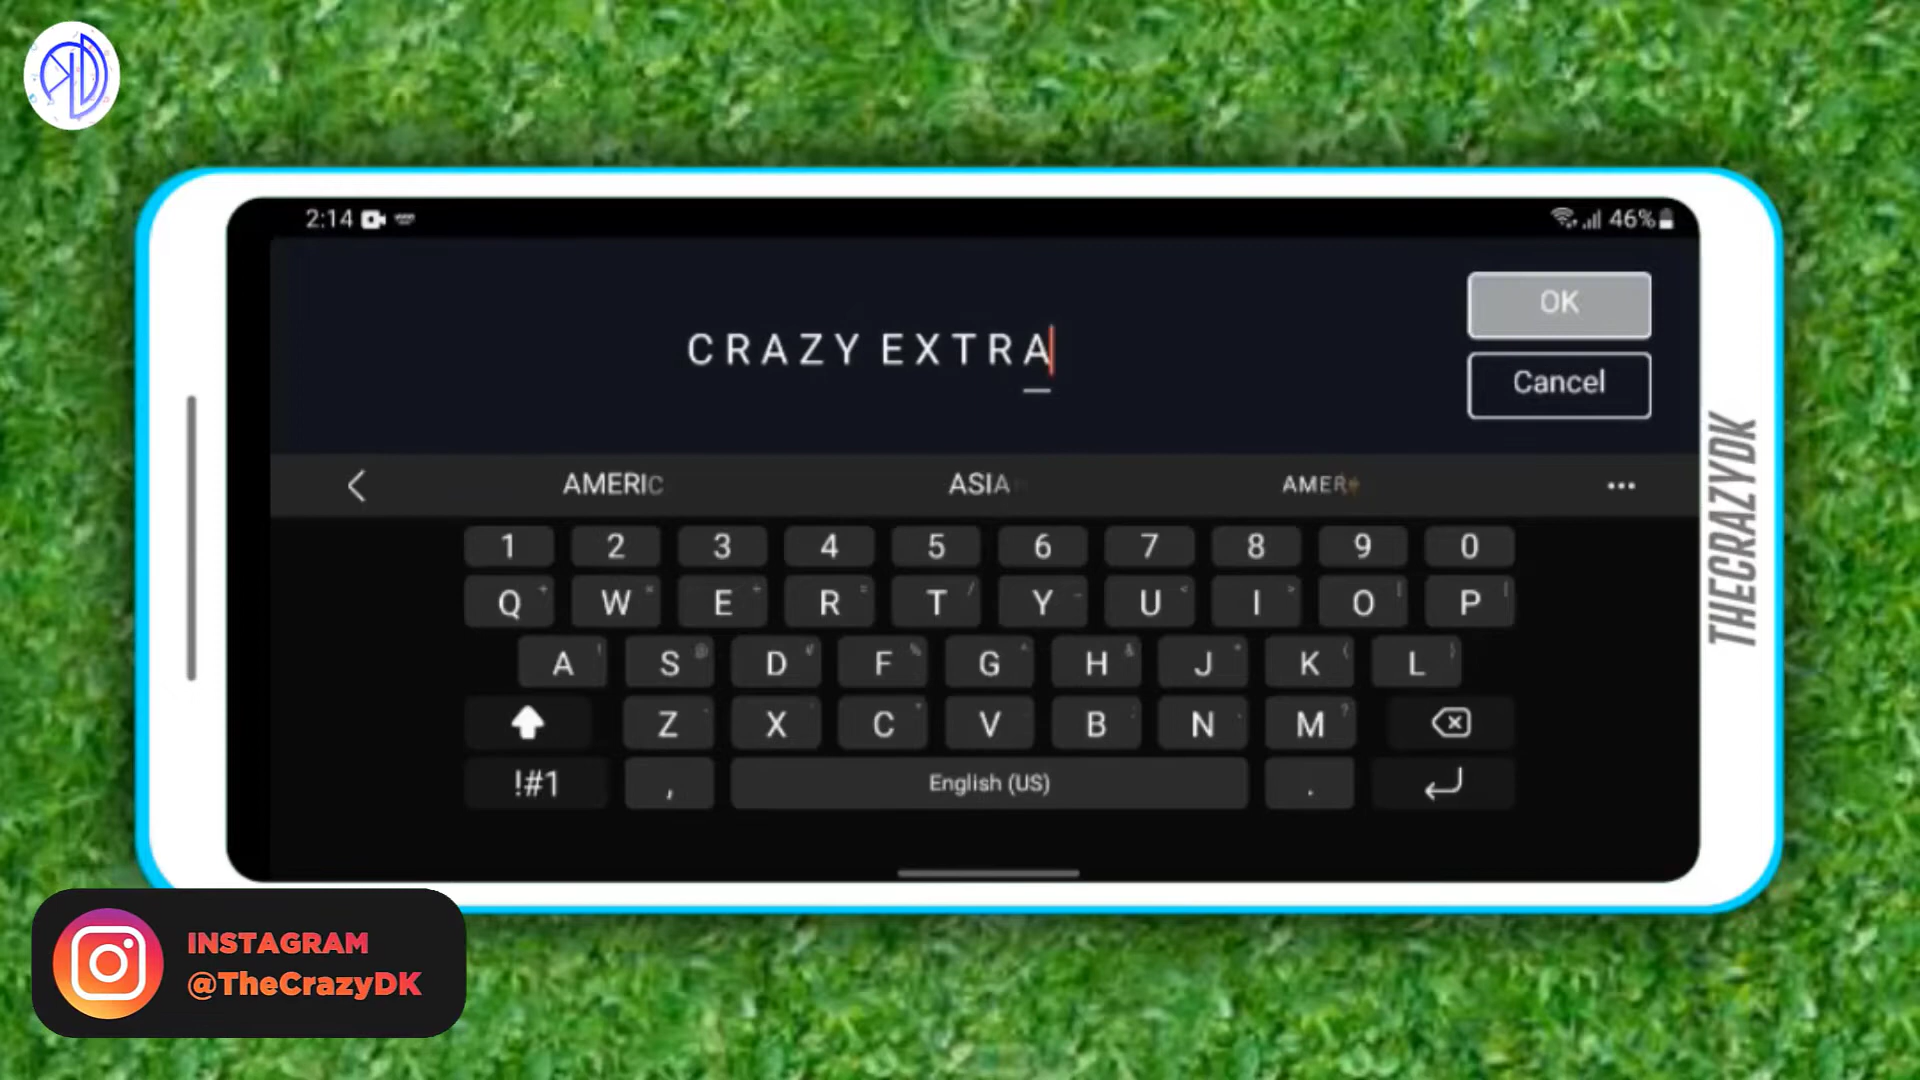 2:14
46%
CRAZY EXTRA
OK
Cancel
AMERIC
ASIA
1 2 3 4 5 6 7 8 9 0
Q W E R T Y U I O P
A S D F G H J K L
Z X C V B N M
!#1 , English (US) .
THECRAZYDK
INSTAGRAM
@TheCrazyDK